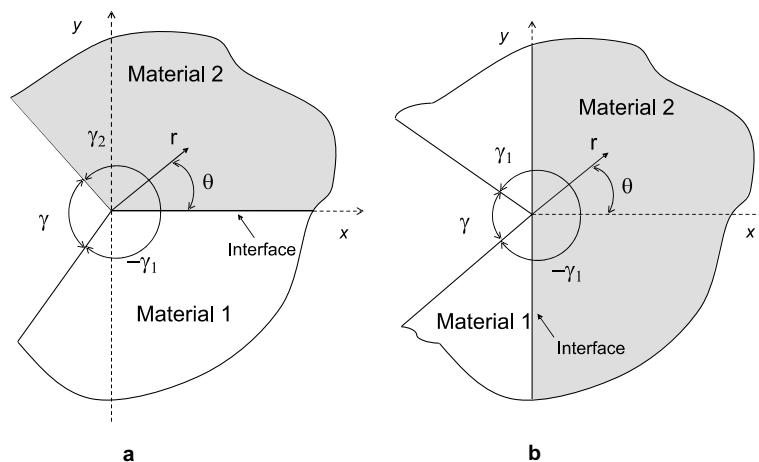 y
Material 2
γ₂
r
θ
γ
x
Interface
−γ₁
Material 1
a
y
Material 2
γ₁
r
θ
γ
x
−γ₁
Material 1
Interface
b